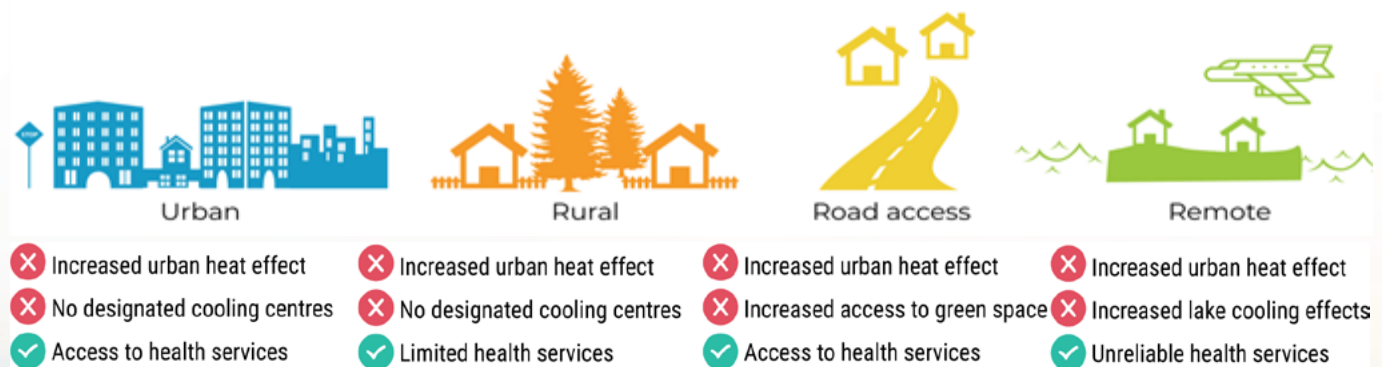 STOP
Urban
Rural
Road access
Remote
Increased urban heat effect
No designated cooling centres
Access to health services
Increased urban heat effect
No designated cooling centres
Limited health services
Increased urban heat effect
Increased access to green space
Access to health services
Increased urban heat effect
Increased lake cooling effects
Unreliable health services